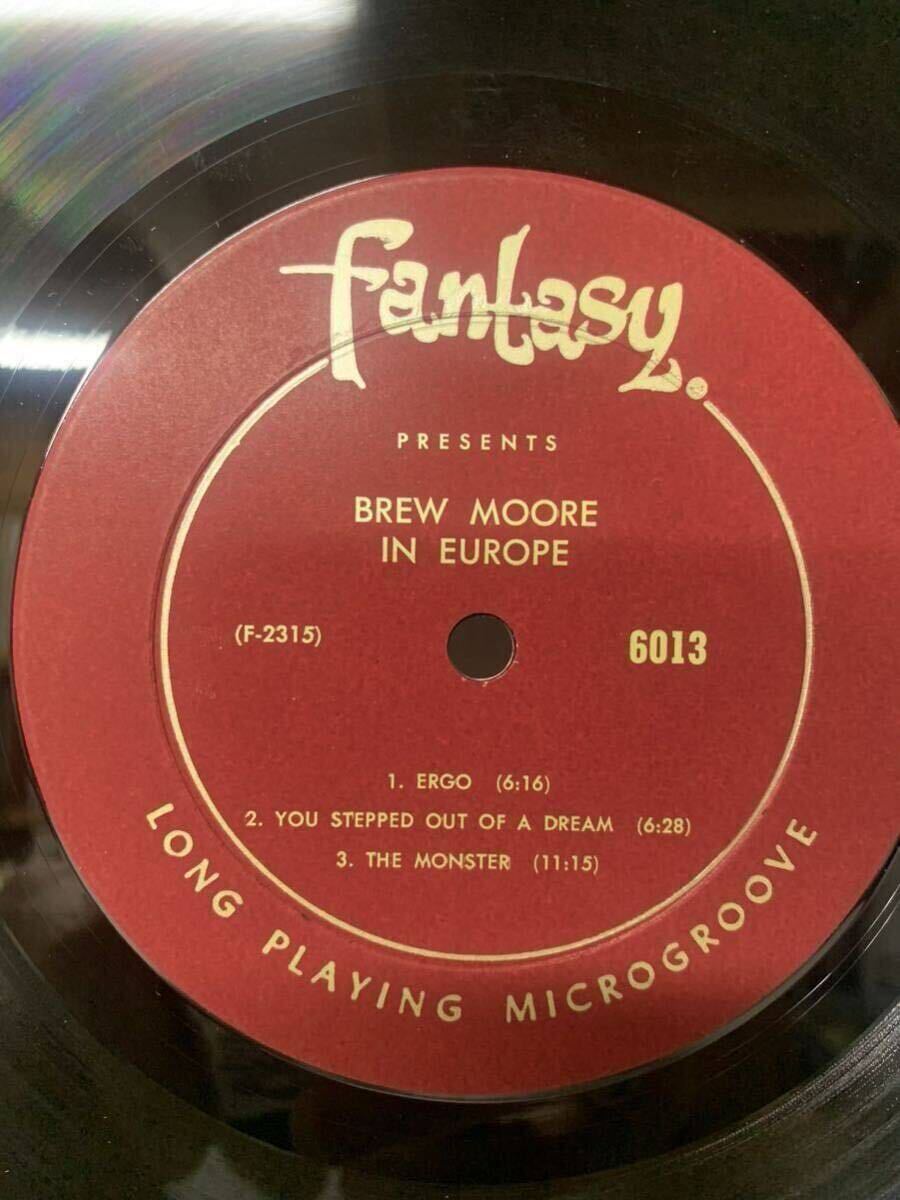 fantasy.
PRESENTS
BREW MOORE
IN EUROPE
(F-2315)
6013
1. ERGO (6:16)
2. YOU STEPPED OUT OF A DREAM (6:28)
3. THE MONSTER (11:15)
LONG PLAYING MICROGROOVE